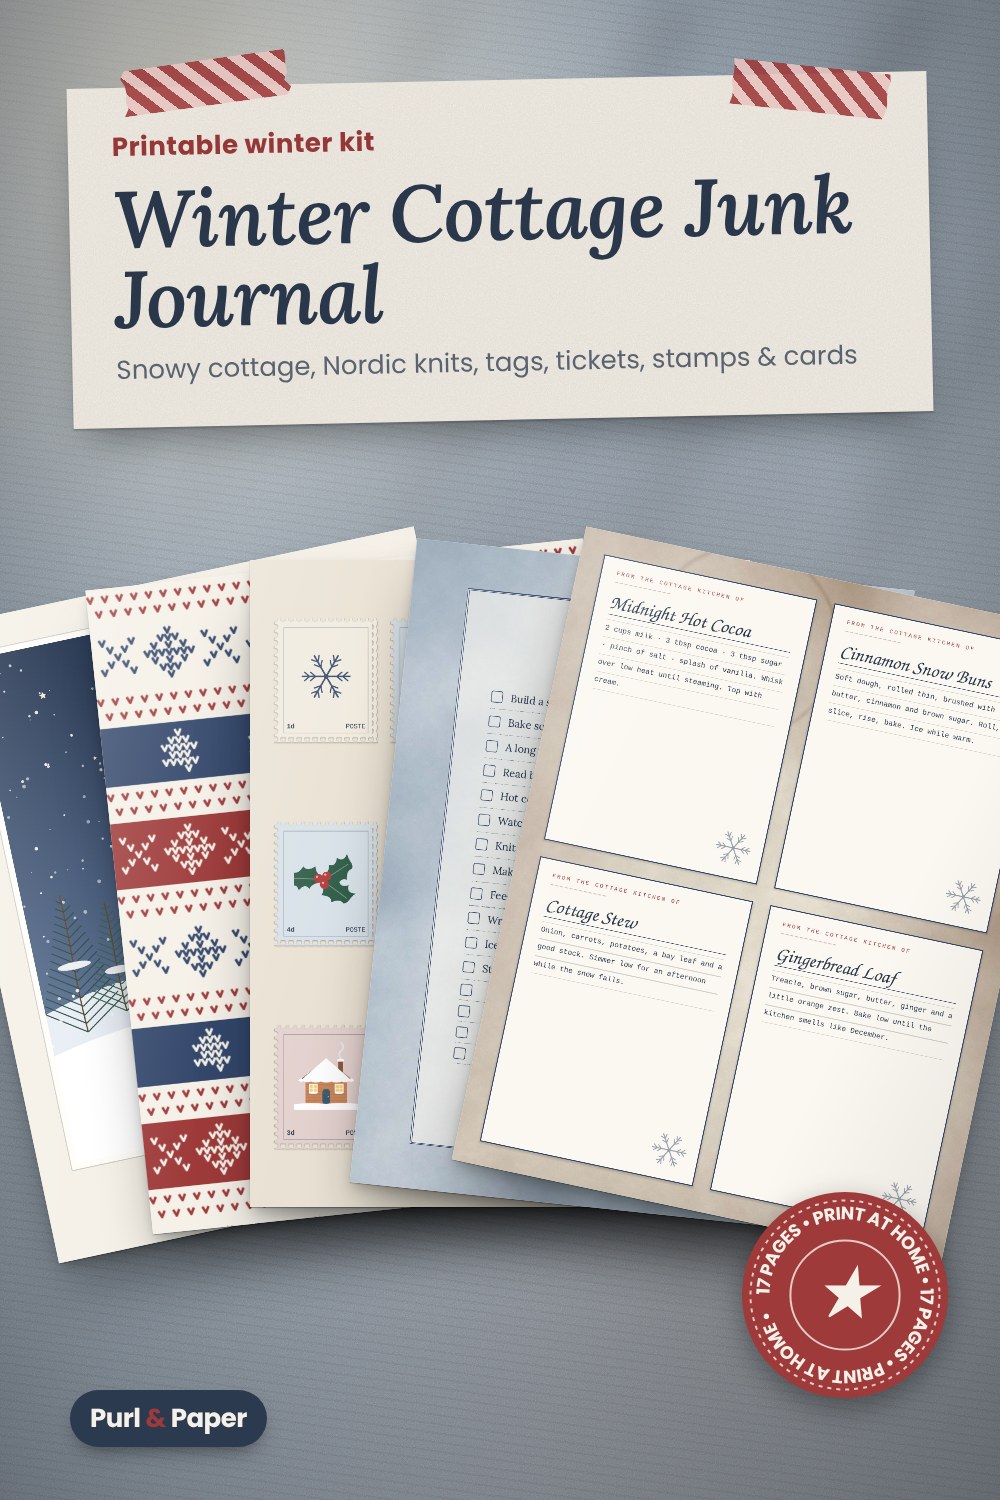 Printable winter kit
Winter Cottage Junk
Journal
Snowy cottage, Nordic knits, tags, tickets, stamps & cards
1d POSTE
4d POSTE
3d
Build a
Bake
A long
Read
Hot
Knit
FROM THE COTTAGE KITCHEN OF
Midnight Hot Cocoa
2 cups milk · 3 tbsp cocoa · 3 tbsp sugar
· pinch of salt · splash of vanilla. Whisk
over low heat until steaming. Top with
cream.
FROM THE COTTAGE KITCHEN OF
Cinnamon Snow Buns
Soft dough, rolled thin, brushed with
butter, cinnamon and brown sugar. Roll,
slice, rise, bake. Ice while warm.
FROM THE COTTAGE KITCHEN OF
Cottage Stew
Onion, carrots, potatoes, a bay leaf and a
good stock. Simmer low for an afternoon
while the snow falls.
FROM THE COTTAGE KITCHEN OF
Gingerbread Loaf
Treacle, brown sugar, butter, ginger and a
little orange zest. Bake low until the
kitchen smells like December.
17 PAGES • PRINT AT HOME • 17 PAGES • PRINT AT HOME •
Purl & Paper